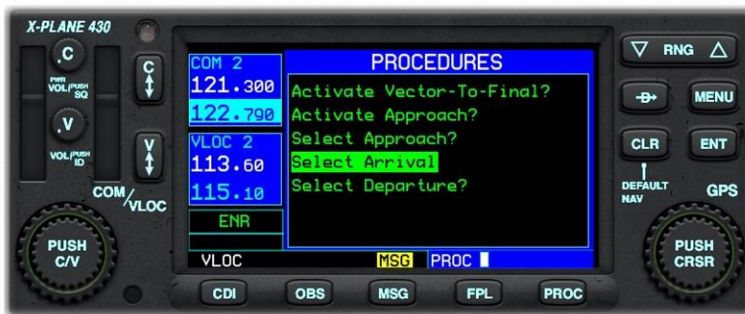 X-PLANE 430
C
PWR
VOL/PUSH
SQ
C
V
VOL/PUSH
ID
V
COM/VLOC
PUSH
C/V
COM 2
121.300
122.790
VLOC 2
113.60
115.10
ENR
VLOC
PROCEDURES
Activate Vector-To-Final?
Activate Approach?
Select Approach?
Select Arrival
Select Departure?
MSG PROC
RNG
D
MENU
CLR
ENT
DEFAULT
NAV
GPS
PUSH
CRSR
CDI
OBS
MSG
FPL
PROC